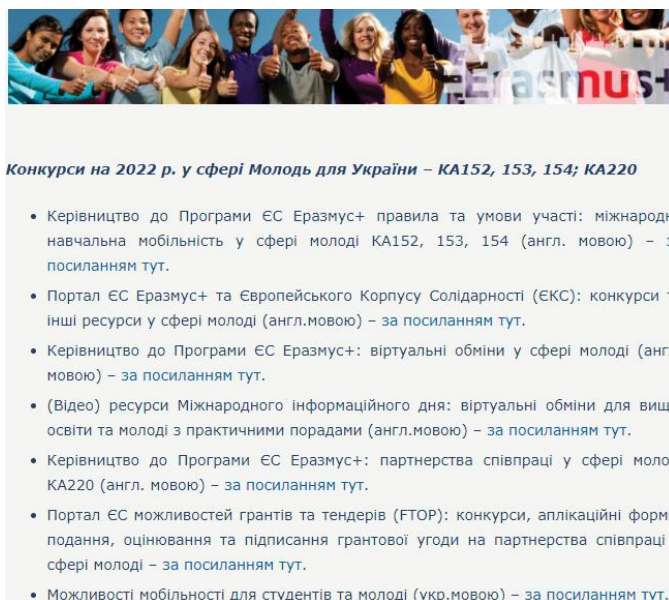 Erasmus+
Конкурси на 2022 р. у сфері Молодь для України – КА152, 153, 154; КА220
• Керівництво до Програми ЄС Еразмус+ правила та умови участі:
навчальна мобільність у сфері молоді КА152, 153, 154 (англ. мовою) –
посиланням тут.
• Портал ЄС Еразмус+ та Європейського Корпусу Солідарності (ЄКС): конкурси
інші ресурси у сфері молоді (англ.мовою) – за посиланням тут.
• Керівництво до Програми ЄС Еразмус+: віртуальні обміни у сфері молоді
мовою) – за посиланням тут.
• (Відео) ресурси Міжнародного інформаційного дня: віртуальні обміни для
освіти та молоді з практичними порадами (англ.мовою) – за посиланням тут.
• Керівництво до Програми ЄС Еразмус+: партнерства співпраці у сфері
КА220 (англ. мовою) – за посиланням тут.
• Портал ЄС можливостей грантів та тендерів (FTOP): конкурси, аплікаційні
подання, оцінювання та підписання грантової угоди на партнерства співпраці
сфері молоді – за посиланням тут.
• Можливості мобільності для студентів та молоді (укр.мовою) – за посиланням тут.